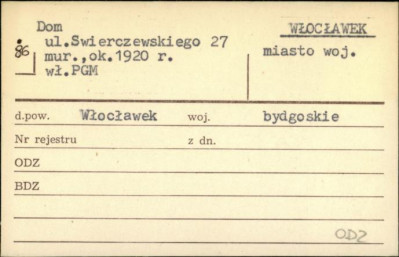 Dom
ul.Swierczewskiego 27
86 mur.,ok.1920 r.
wł.PGM
WŁOCŁAWEK
miasto woj.
d.pow. Włocławek woj. bydgoskie
Nr rejestru z dn.
ODZ
BDZ
ODZ